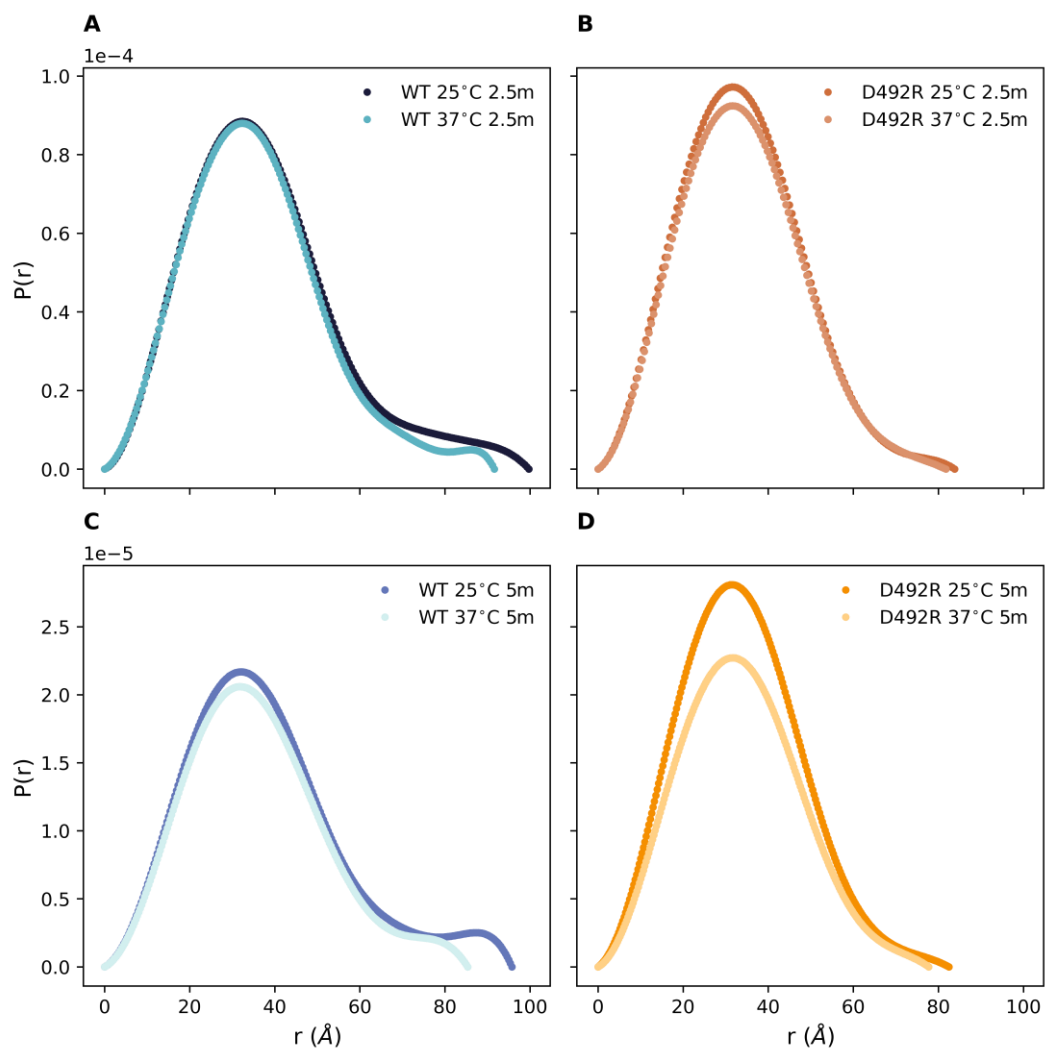 A
B
1e−4
1.0
0.8
0.6
0.4
0.2
0.0
P(r)
WT 25°C 2.5m
WT 37°C 2.5m
D492R 25°C 2.5m
D492R 37°C 2.5m
C
D
1e−5
2.5
2.0
1.5
1.0
0.5
0.0
P(r)
WT 25°C 5m
WT 37°C 5m
D492R 25°C 5m
D492R 37°C 5m
0 20 40 60 80 100
0 20 40 60 80 100
r (Å)
r (Å)